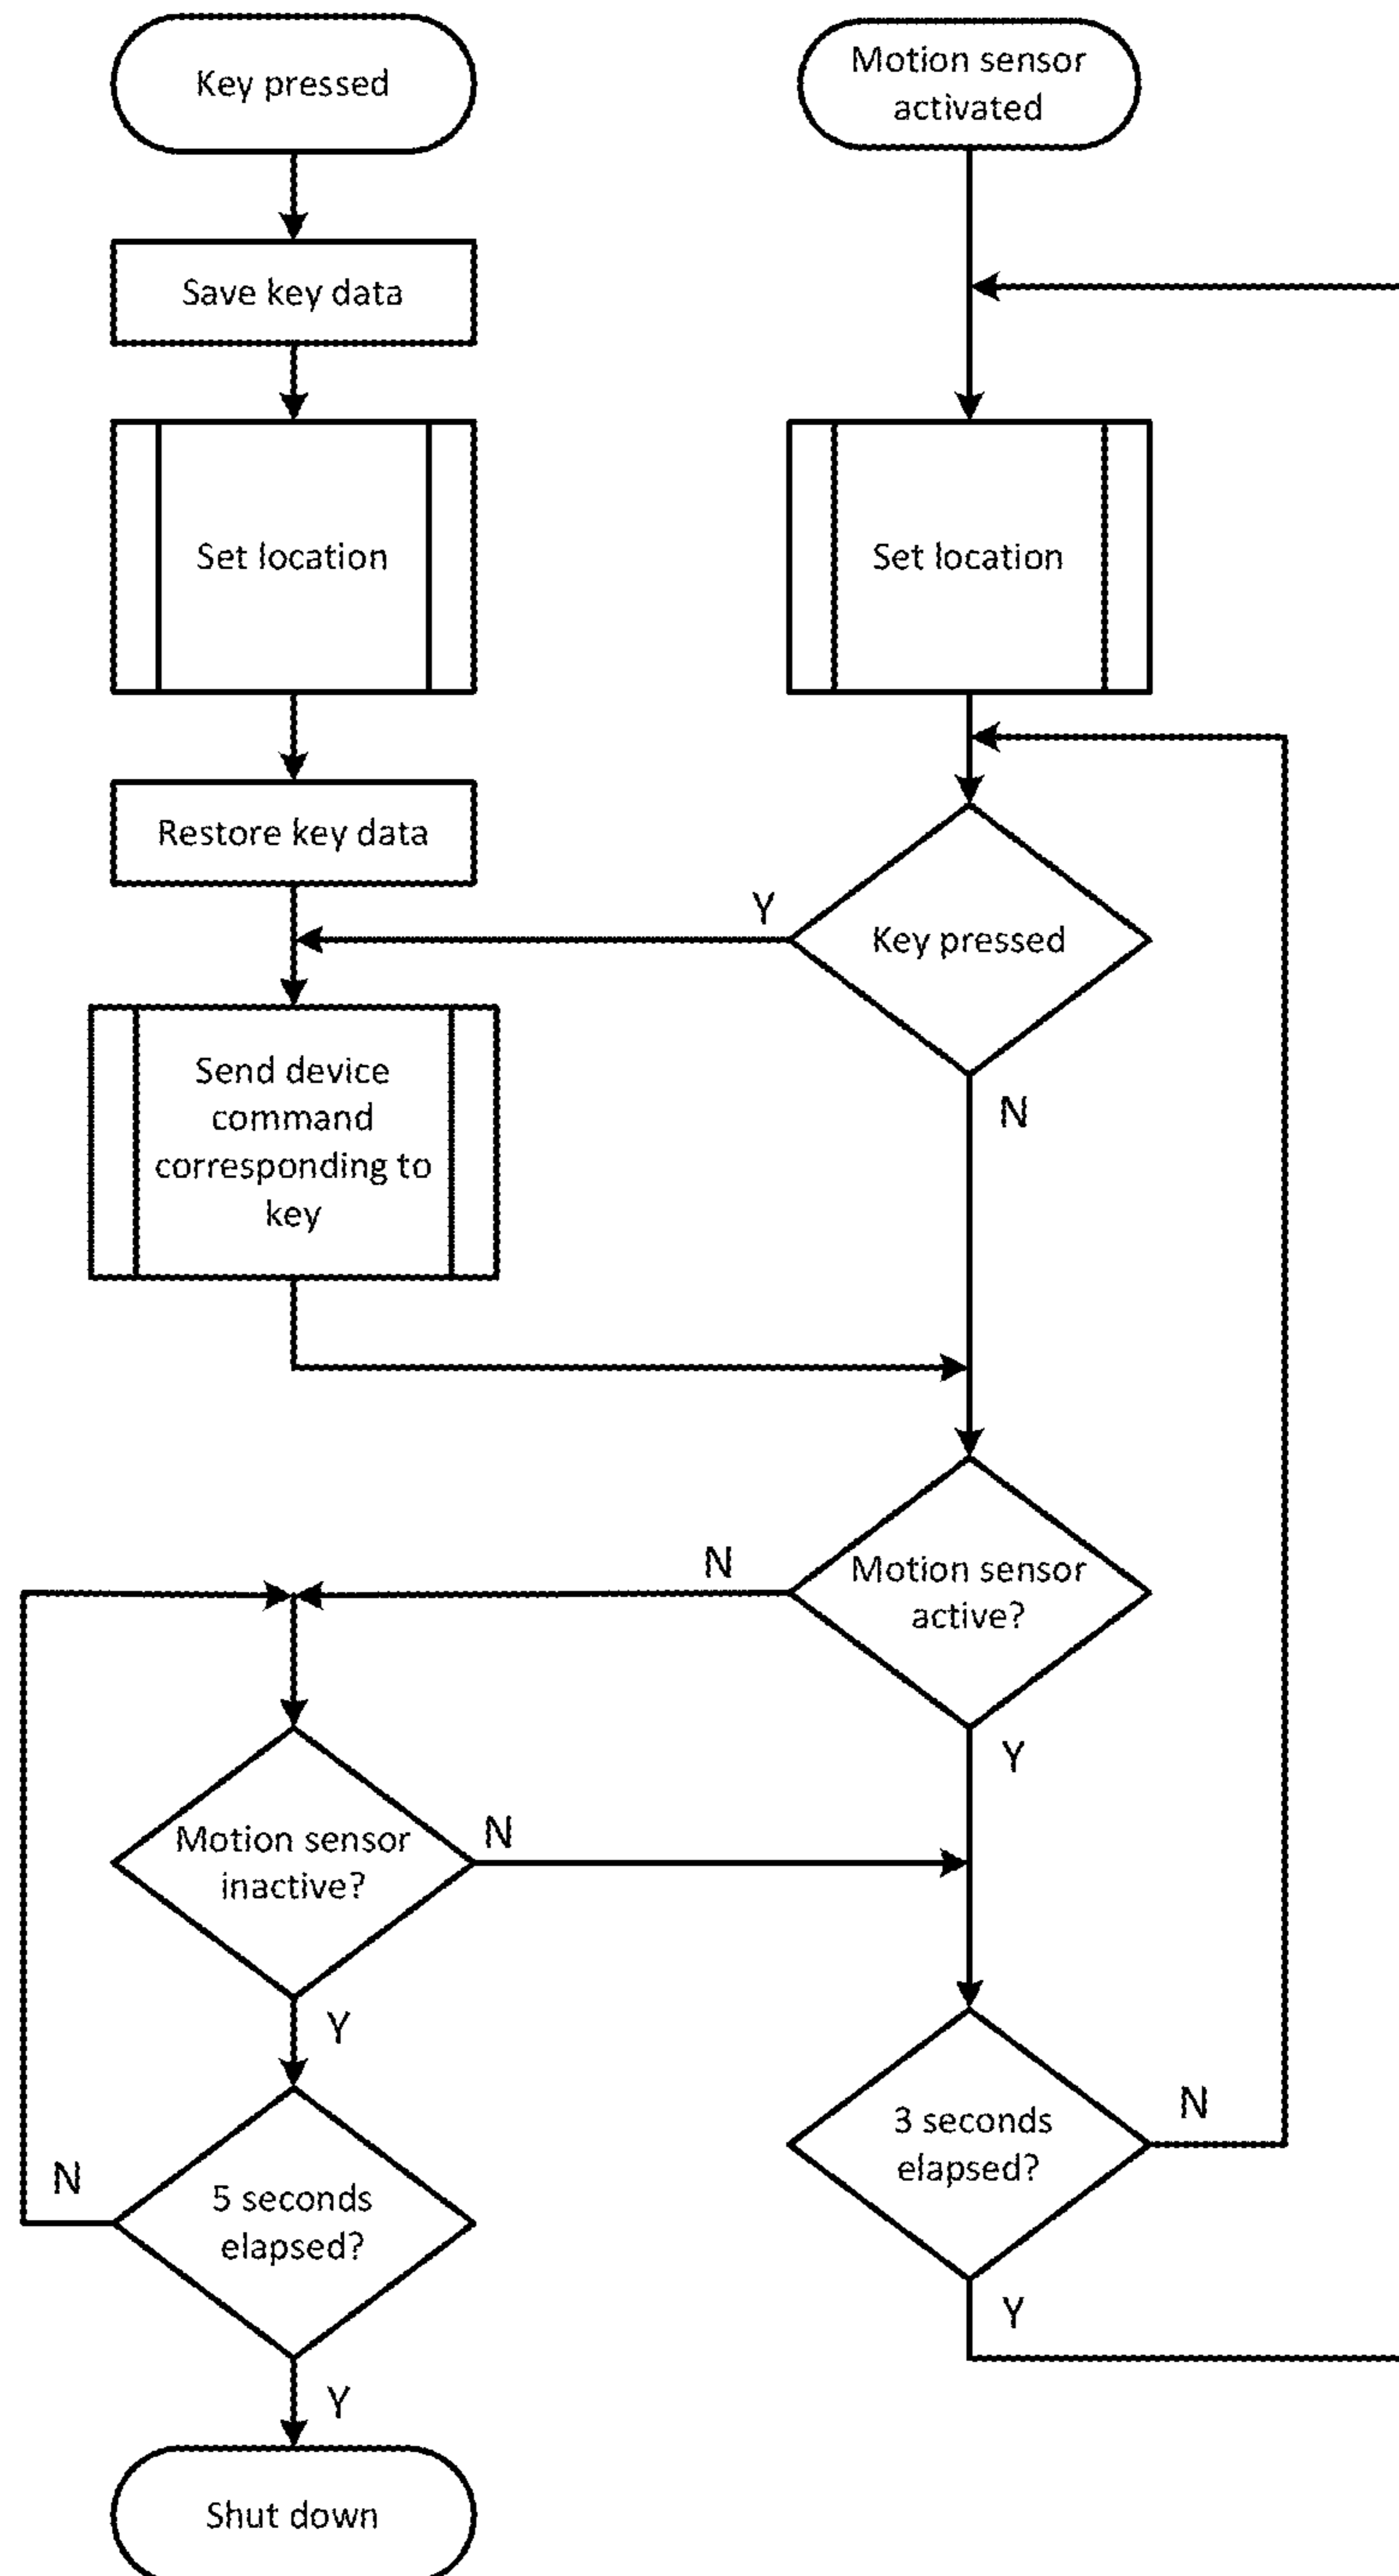 Key pressed
Motion sensor
activated
Save key data
Set location
Set location
Restore key data
Y
Key pressed
Send device
command
corresponding to
key
N
N
Motion sensor
active?
Y
Motion sensor
inactive?
N
Y
3 seconds
elapsed?
N
N
5 seconds
elapsed?
Y
Y
Shut down